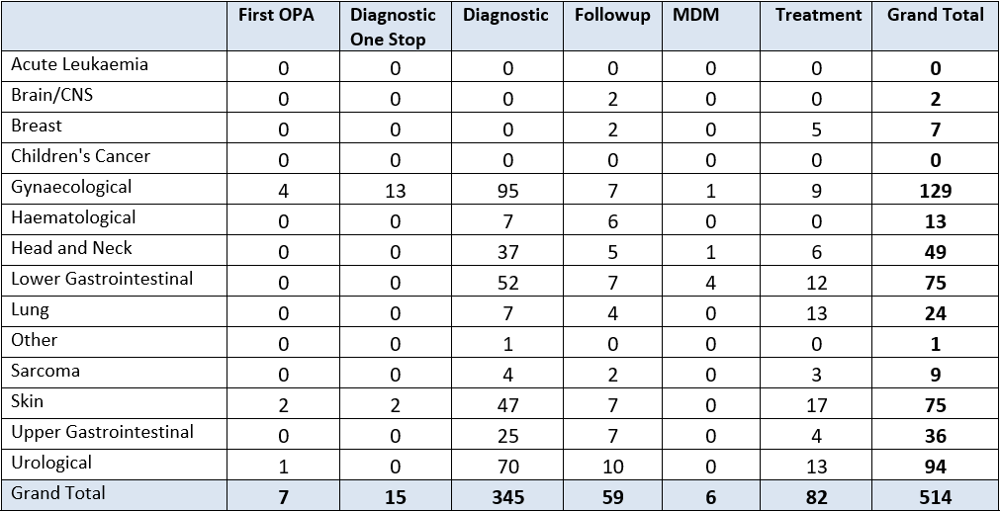 First OPA Diagnostic One Stop Diagnostic Followup MDM Treatment Grand Total
Acute Leukaemia 0 0 0 0 0 0 0
Brain/CNS 0 0 0 2 0 0 2
Breast 0 0 0 2 0 5 7
Children's Cancer 0 0 0 0 0 0 0
Gynaecological 4 13 95 7 1 9 129
Haematological 0 0 7 6 0 0 13
Head and Neck 0 0 37 5 1 6 49
Lower Gastrointestinal 0 0 52 7 4 12 75
Lung 0 0 7 4 0 13 24
Other 0 0 1 0 0 0 1
Sarcoma 0 0 4 2 0 3 9
Skin 2 2 47 7 0 17 75
Upper Gastrointestinal 0 0 25 7 0 4 36
Urological 1 0 70 10 0 13 94
Grand Total 7 15 345 59 6 82 514